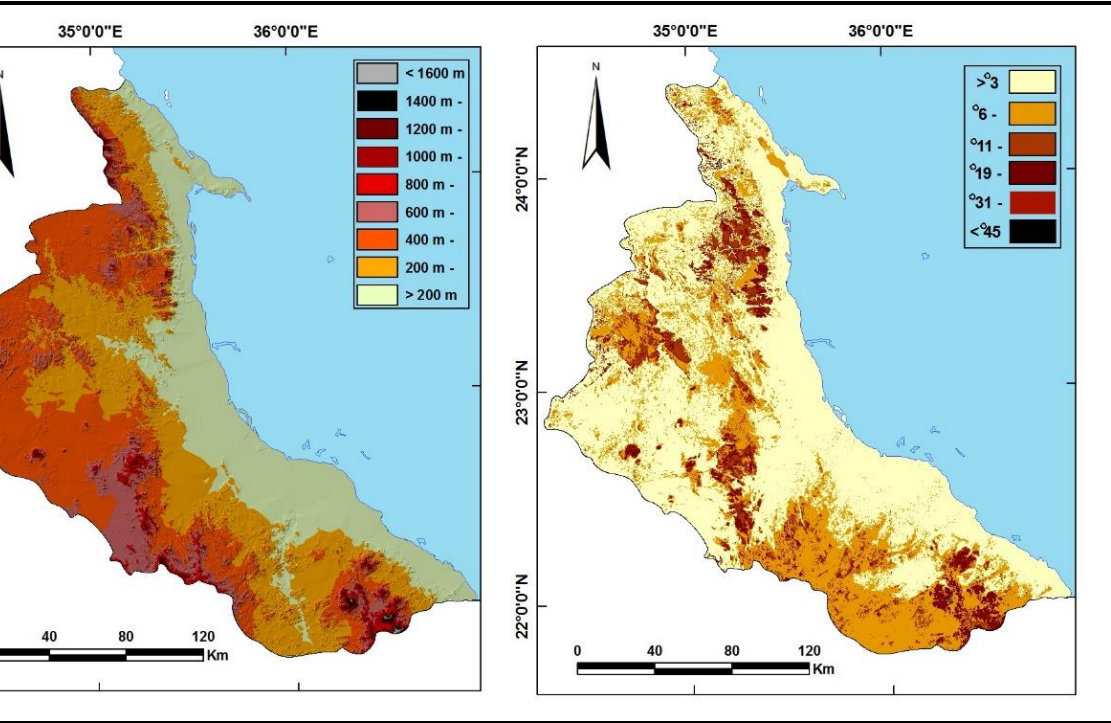 35°0'0"E 36°0'0"E
N
< 1600 m
1400 m -
1200 m -
1000 m -
800 m -
600 m -
400 m -
200 m -
> 200 m
40 80 120
Km
35°0'0"E 36°0'0"E
N
>°3
°6 -
°11 -
°19 -
°31 -
<°45
24°0'0"N
23°0'0"N
22°0'0"N
0 40 80 120
Km